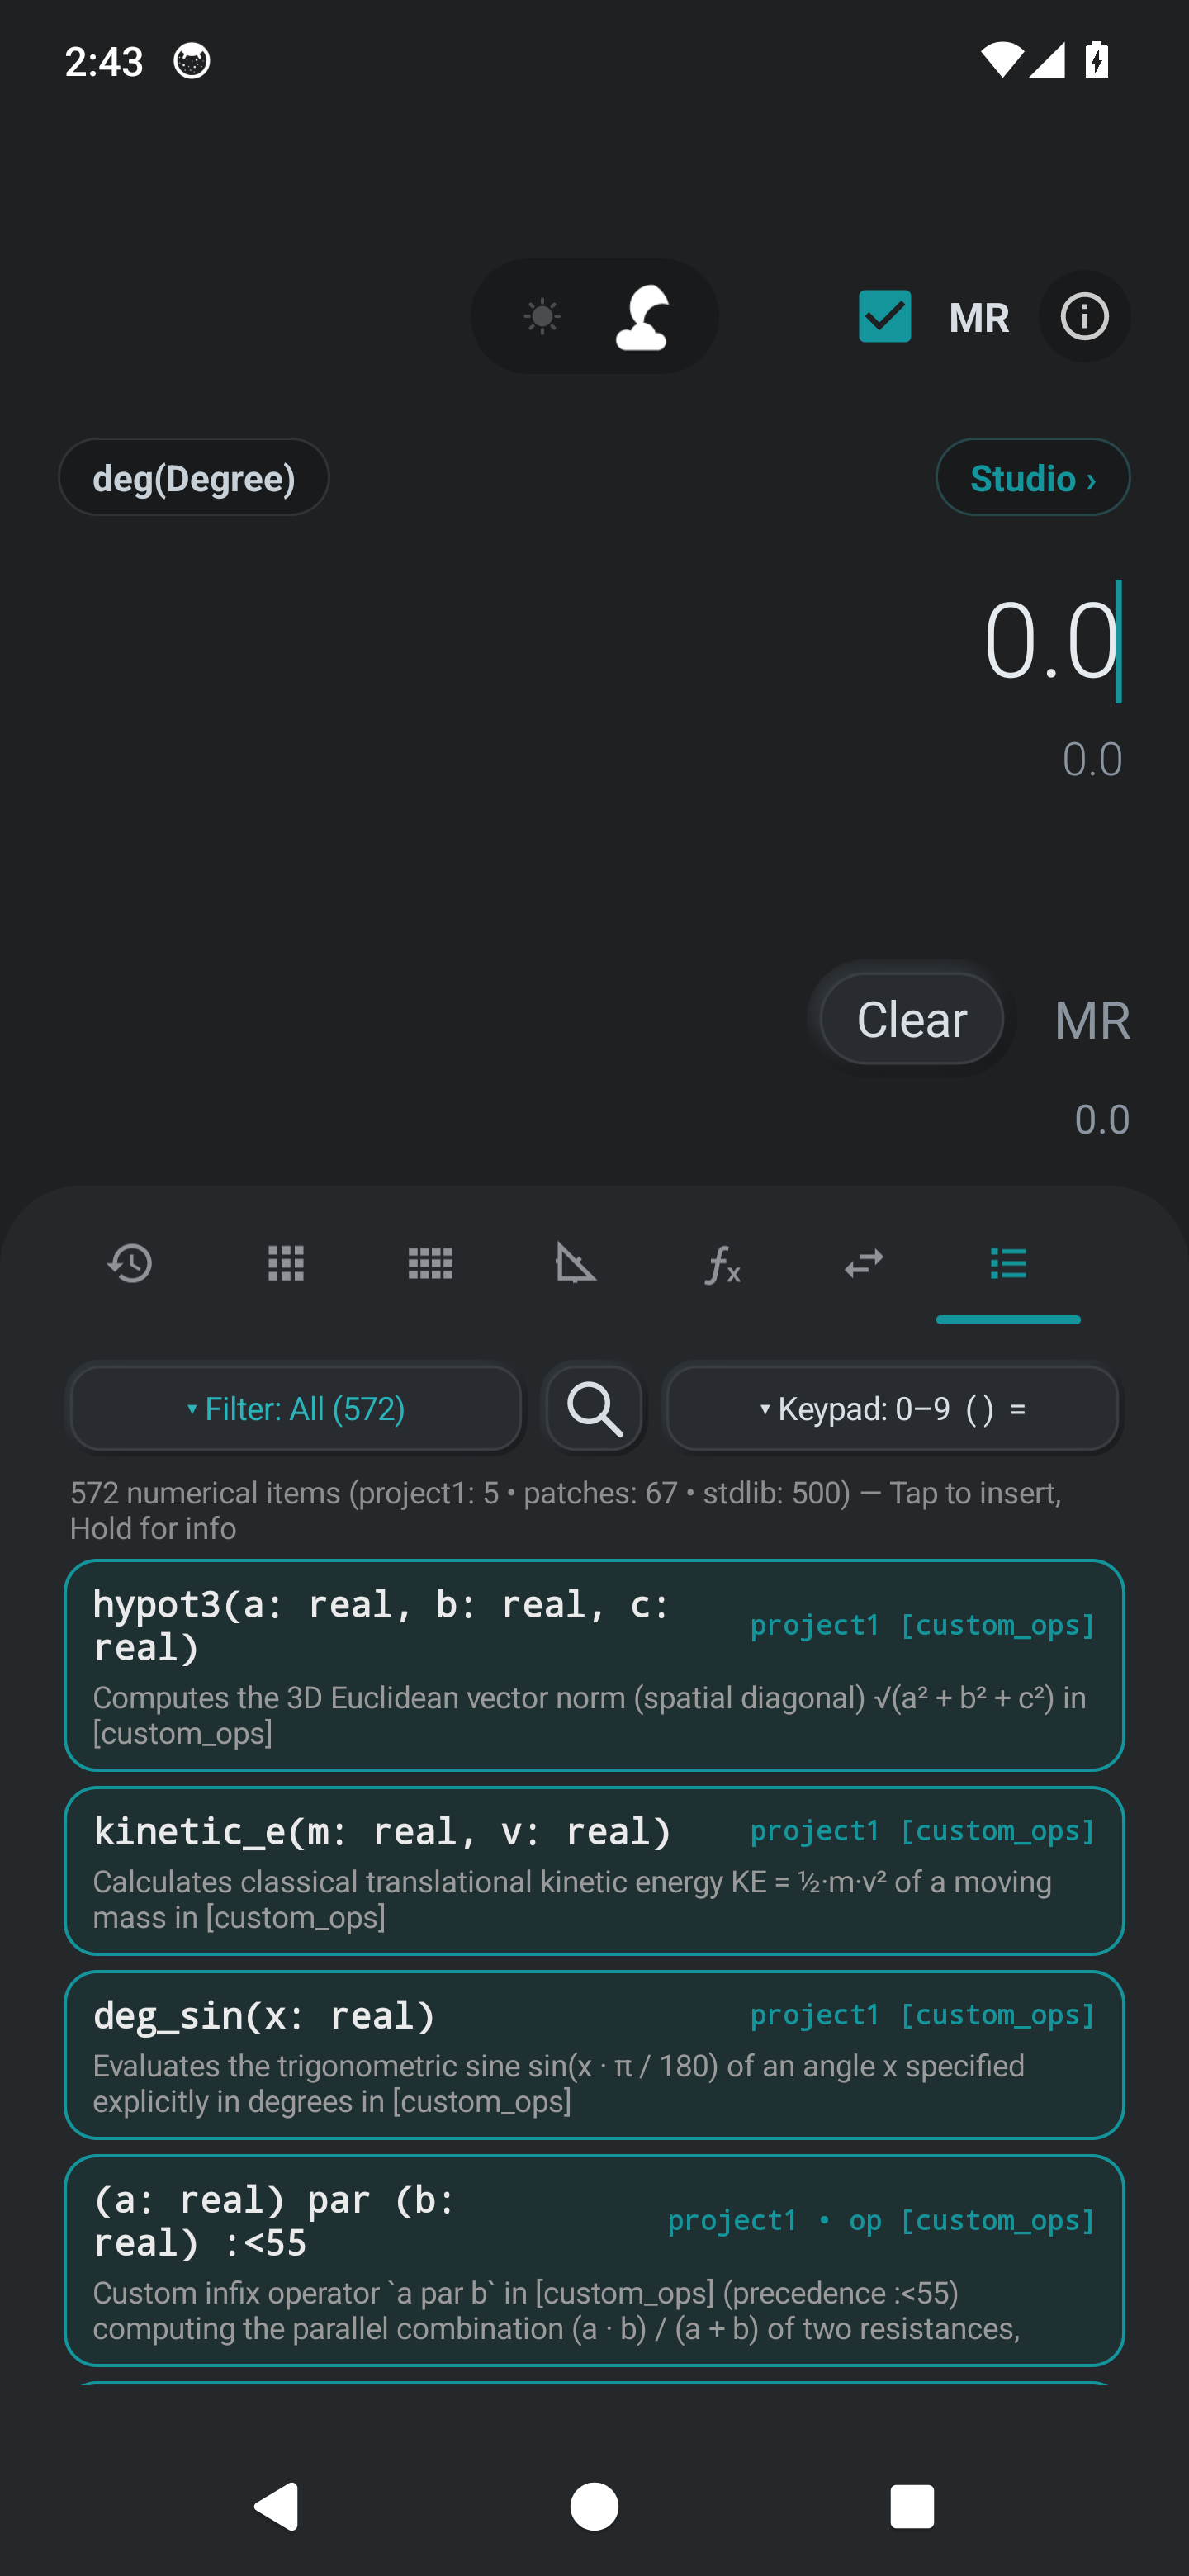 2:43
MR
deg(Degree)
Studio ›
0.0
0.0
Clear
MR
0.0
fx
▾ Filter: All (572)
▾ Keypad: 0–9 ( ) =
572 numerical items (project1: 5 • patches: 67 • stdlib: 500) — Tap to insert,
Hold for info
hypot3(a: real, b: real, c:
real)
project1 [custom_ops]
Computes the 3D Euclidean vector norm (spatial diagonal) √(a² + b² + c²) in
[custom_ops]
kinetic_e(m: real, v: real)
project1 [custom_ops]
Calculates classical translational kinetic energy KE = ½·m·v² of a moving
mass in [custom_ops]
deg_sin(x: real)
project1 [custom_ops]
Evaluates the trigonometric sine sin(x · π / 180) of an angle x specified
explicitly in degrees in [custom_ops]
(a: real) par (b:
real) :<55
project1 • op [custom_ops]
Custom infix operator `a par b` in [custom_ops] (precedence :<55)
computing the parallel combination (a · b) / (a + b) of two resistances,